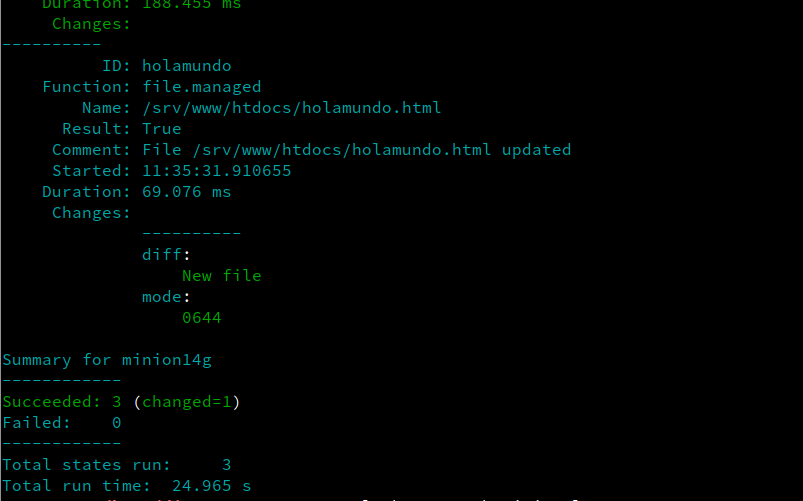 Duration: 188.455 ms
Changes:
----------
ID: holamundo
Function: file.managed
Name: /srv/www/htdocs/holamundo.html
Result: True
Comment: File /srv/www/htdocs/holamundo.html updated
Started: 11:35:31.910655
Duration: 69.076 ms
Changes:
----------
diff:
New file
mode:
0644
Summary for minion14g
------------
Succeeded: 3 (changed=1)
Failed: 0
------------
Total states run: 3
Total run time: 24.965 s